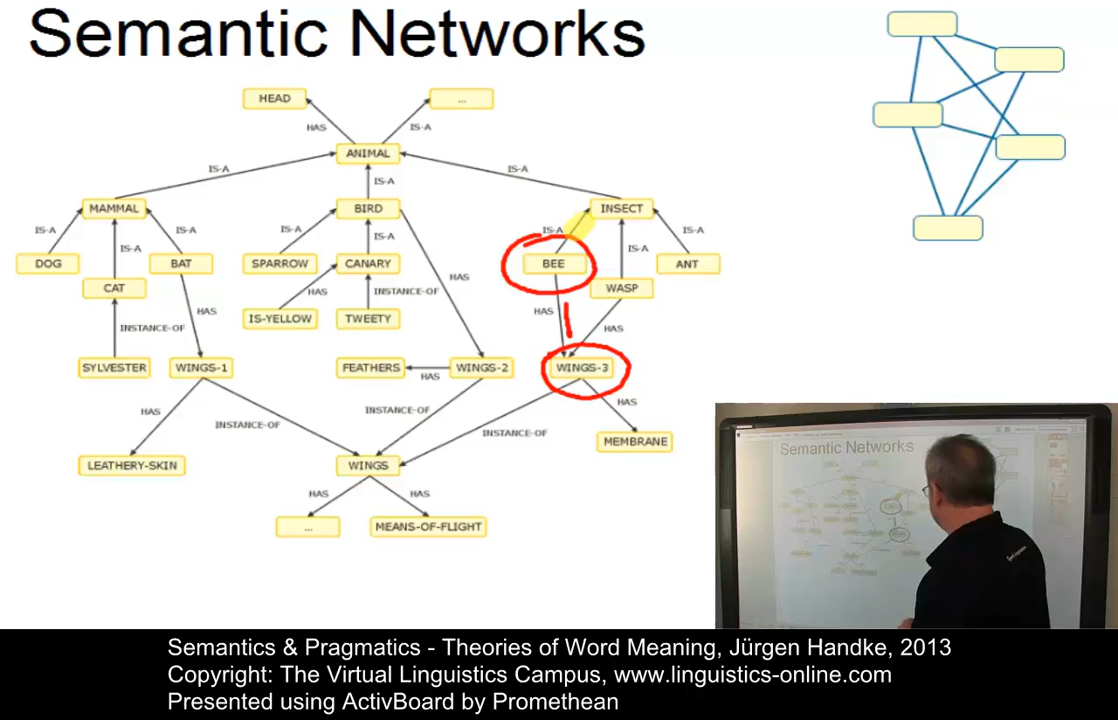 Semantic Networks
HEAD
...
HAS
IS-A
ANIMAL
IS-A
IS-A
IS-A
MAMMAL
BIRD
INSECT
IS-A
IS-A
IS-A
IS-A
IS-A
IS-A
IS-A
IS-A
DOG
BAT
SPARROW
CANARY
BEE
ANT
CAT
WASP
HAS
HAS
INSTANCE-OF
HAS
HAS
HAS
IS-YELLOW
TWEETY
INSTANCE-OF
SYLVESTER
WINGS-1
FEATHERS
HAS
WINGS-2
WINGS-3
HAS
INSTANCE-OF
INSTANCE-OF
INSTANCE-OF
HAS
MEMBRANE
LEATHERY-SKIN
WINGS
HAS
HAS
...
MEANS-OF-FLIGHT
Semantic Networks
Semantics & Pragmatics - Theories of Word Meaning, Jürgen Handke, 2013
Copyright: The Virtual Linguistics Campus, www.linguistics-online.com
Presented using ActivBoard by Promethean